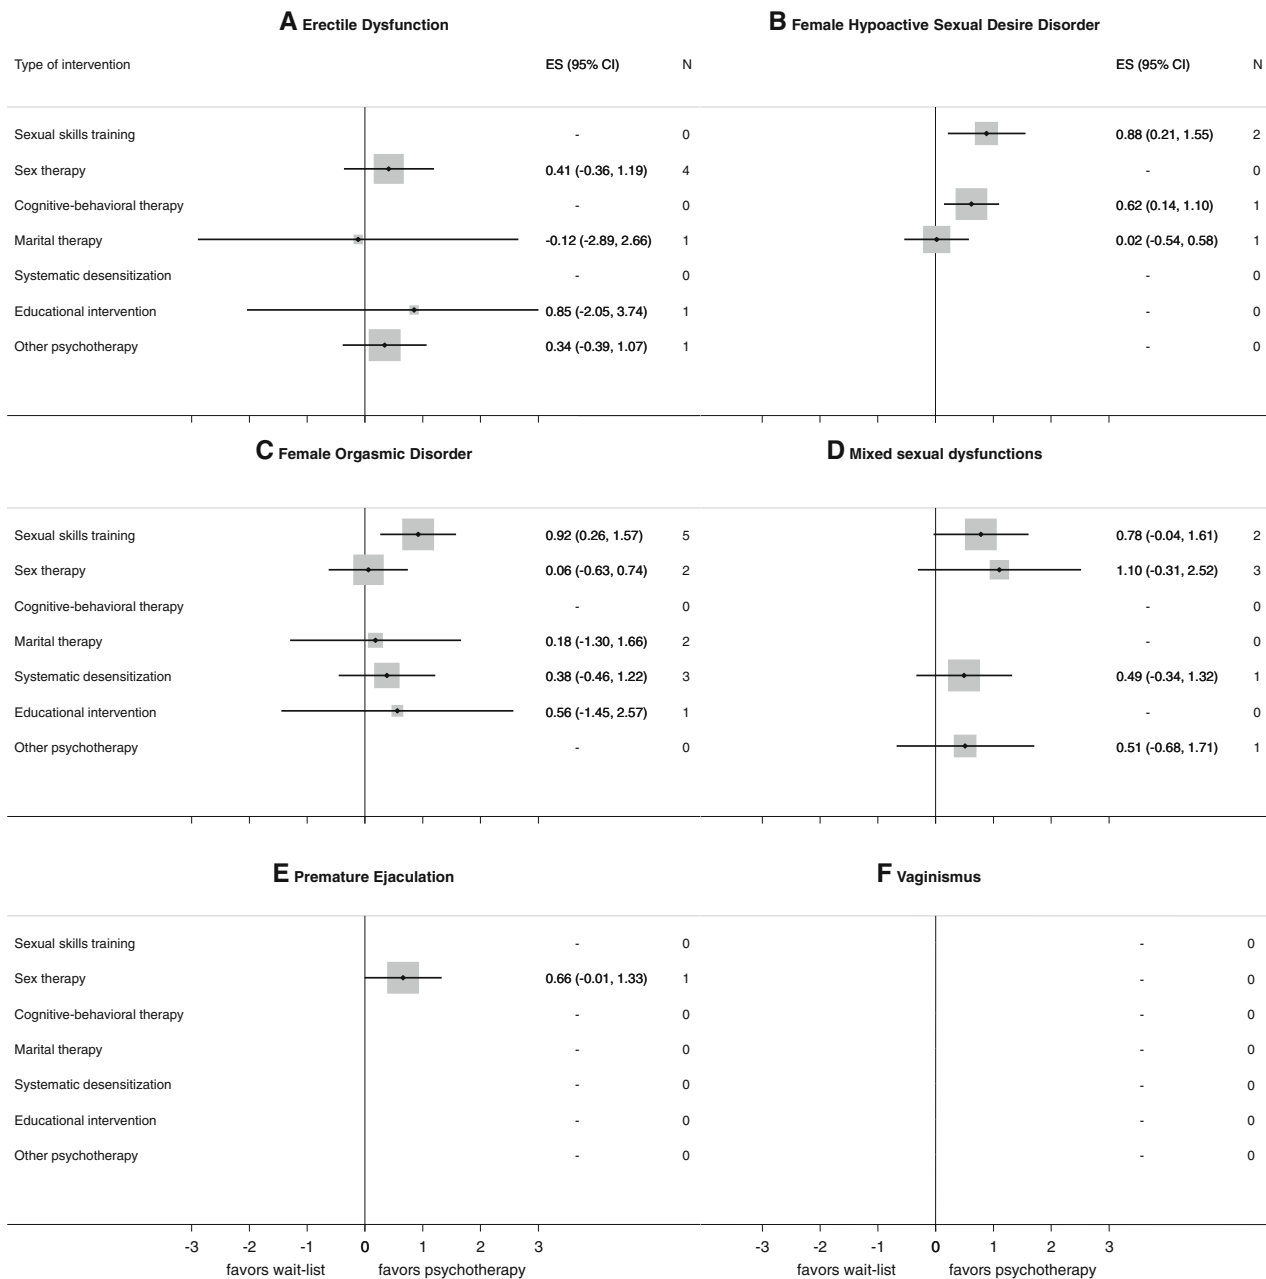 A Erectile Dysfunction
B Female Hypoactive Sexual Desire Disorder
Type of intervention ES (95% CI) N
ES (95% CI) N
Sexual skills training - 0
0.88 (0.21, 1.55) 2
Sex therapy 0.41 (-0.36, 1.19) 4
- 0
Cognitive-behavioral therapy - 0
0.62 (0.14, 1.10) 1
Marital therapy -0.12 (-2.89, 2.66) 1
0.02 (-0.54, 0.58) 1
Systematic desensitization - 0
- 0
Educational intervention 0.85 (-2.05, 3.74) 1
- 0
Other psychotherapy 0.34 (-0.39, 1.07) 1
- 0
C Female Orgasmic Disorder
D Mixed sexual dysfunctions
Sexual skills training 0.92 (0.26, 1.57) 5
0.78 (-0.04, 1.61) 2
Sex therapy 0.06 (-0.63, 0.74) 2
1.10 (-0.31, 2.52) 3
Cognitive-behavioral therapy - 0
- 0
Marital therapy 0.18 (-1.30, 1.66) 2
- 0
Systematic desensitization 0.38 (-0.46, 1.22) 3
0.49 (-0.34, 1.32) 1
Educational intervention 0.56 (-1.45, 2.57) 1
- 0
Other psychotherapy - 0
0.51 (-0.68, 1.71) 1
E Premature Ejaculation
F Vaginismus
Sexual skills training - 0
- 0
Sex therapy 0.66 (-0.01, 1.33) 1
- 0
Cognitive-behavioral therapy - 0
- 0
Marital therapy - 0
- 0
Systematic desensitization - 0
- 0
Educational intervention - 0
- 0
Other psychotherapy - 0
- 0
-3 -2 -1 0 1 2 3
-3 -2 -1 0 1 2 3
favors wait-list favors psychotherapy
favors wait-list favors psychotherapy